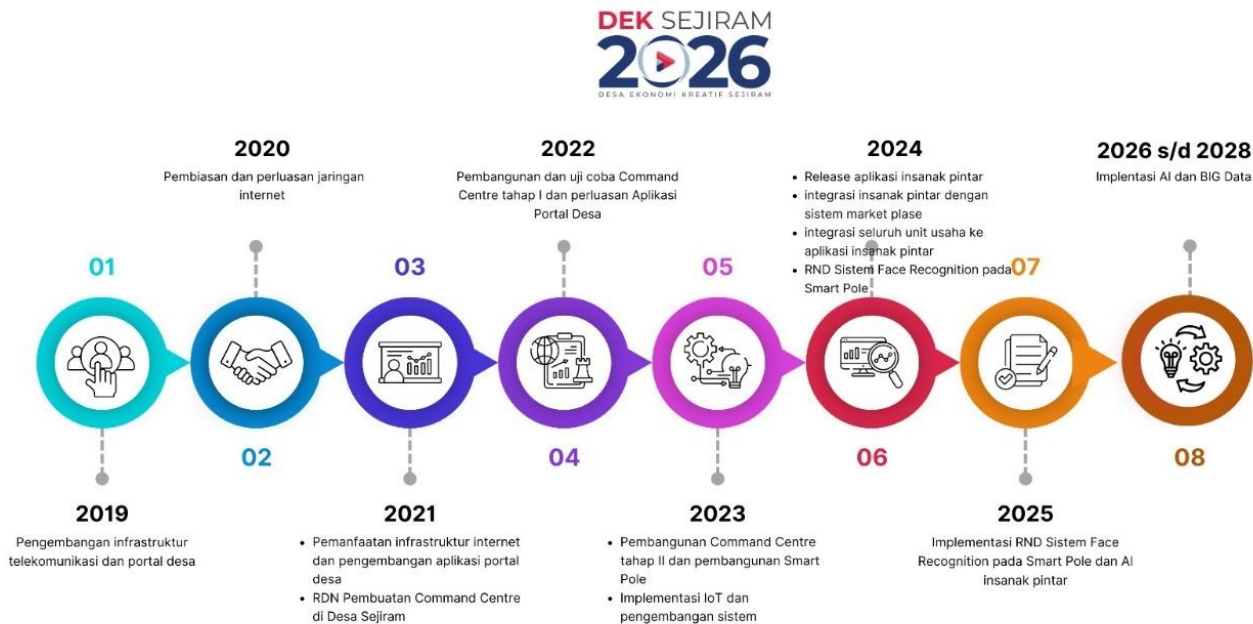 DEK SEJIRAM
2026
DESA EKONOMI KREATIF SEJIRAM
01
2019
Pengembangan infrastruktur
telekomunikasi dan portal desa
2020
Pembiasan dan perluasan jaringan
internet
02
03
2021
• Pemanfaatan infrastruktur internet
dan pengembangan aplikasi portal
desa
• RDN Pembuatan Command Centre
di Desa Sejiram
2022
Pembangunan dan uji coba Command
Centre tahap I dan perluasan Aplikasi
Portal Desa
04
05
2023
• Pembangunan Command Centre
tahap II dan pembangunan Smart
Pole
• Implementasi IoT dan
pengembangan sistem
2024
• Release aplikasi insanak pintar
• integrasi insanak pintar dengan
sistem market plase
• integrasi seluruh unit usaha ke
aplikasi insanak pintar
• RND Sistem Face Recognition pada
Smart Pole
06
07
2025
Implementasi RND Sistem Face
Recognition pada Smart Pole dan AI
insanak pintar
2026 s/d 2028
Implentasi AI dan BIG Data
08